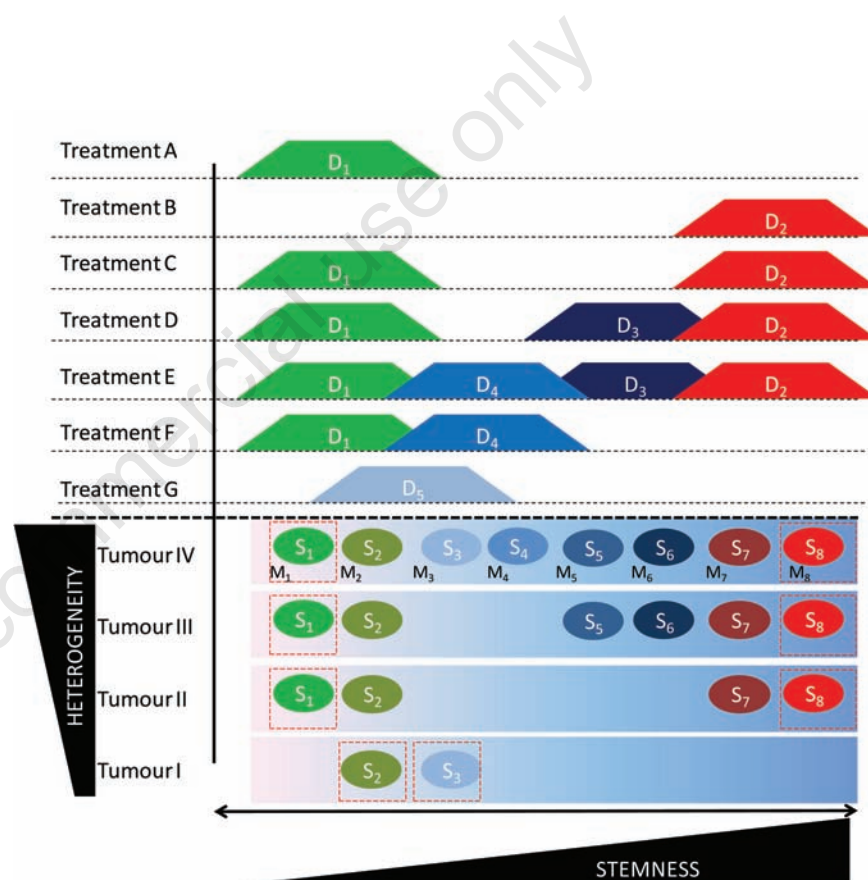 commercial use only
Treatment A
D1
Treatment B
D2
Treatment C
D1 D2
Treatment D
D1 D3 D2
Treatment E
D1 D4 D3 D2
Treatment F
D1 D4
Treatment G
D5
HETEROGENEITY
Tumour IV
S1 S2 S3 S4 S5 S6 S7 S8
M1 M2 M3 M4 M5 M6 M7 M8
Tumour III
S1 S2 S5 S6 S7 S8
Tumour II
S1 S2 S7 S8
Tumour I
S2 S3
STEMNESS